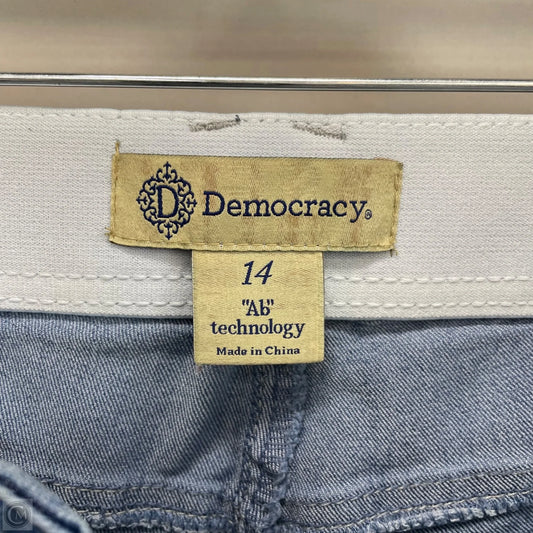 D Democracy®
14
"Ab"
technology
Made in China
M